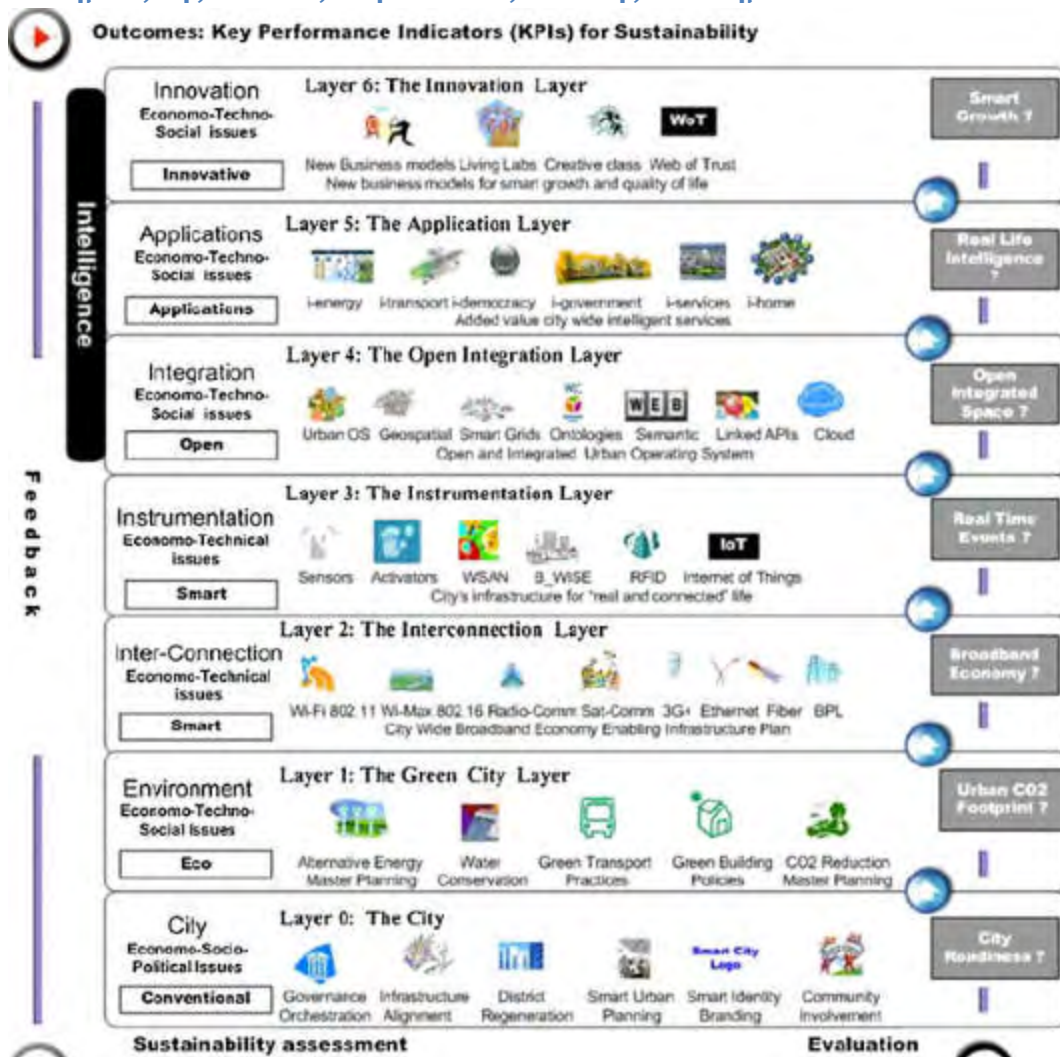 Outcomes: Key Performance Indicators (KPIs) for Sustainability
Innovation
Economo-Techno-
Social issues
Innovative
Layer 6: The Innovation Layer
WoT
New Business models Living Labs Creative class Web of Trust
New business models for smart growth and quality of life
Smart
Growth ?
Intelligence
Applications
Economo-Techno-
Social issues
Applications
Layer 5: The Application Layer
i-energy i-transport i-democracy i-government i-services i-home
Added value city wide intelligent services
Real Life
Intelligence
?
Integration
Economo-Techno-
Social issues
Open
Layer 4: The Open Integration Layer
WEB
Urban OS Geospatial Smart Grids Ontologies Semantic Linked APIs Cloud
Open and Integrated Urban Operating System
Open
Integrated
Space ?
Feedback
Instrumentation
Economo-Technical
issues
Smart
Layer 3: The Instrumentation Layer
IoT
Sensors Activators WSAN B_WiSE RFID Internet of Things
City's infrastructure for "real and connected" life
Real Time
Events ?
Inter-Connection
Economo-Technical
issues
Smart
Layer 2: The Interconnection Layer
Wi-Fi 802.11 Wi-Max 802.16 Radio-Comm Sat-Comm 3G+ Ethernet Fiber BPL
City Wide Broadband Economy Enabling Infrastructure Plan
Broadband
Economy ?
Environment
Economo-Techno-
Social Issues
Eco
Layer 1: The Green City Layer
Alternative Energy Water Green Transport Green Building CO2 Reduction
Master Planning Conservation Practices Policies Master Planning
Urban CO2
Footprint ?
City
Economo-Socio-
Political Issues
Conventional
Layer 0: The City
Smart City
Logo
Governance Infrastructure District Smart Urban Smart Identity Community
Orchestration Alignment Regeneration Planning Branding Involvement
City
Readiness ?
Sustainability assessment
Evaluation